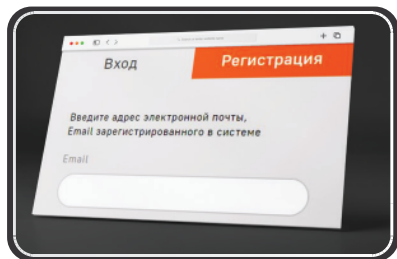 Вход
Регистрация
Введите адрес электронной почты,
Email зарегистрированного в системе
Email